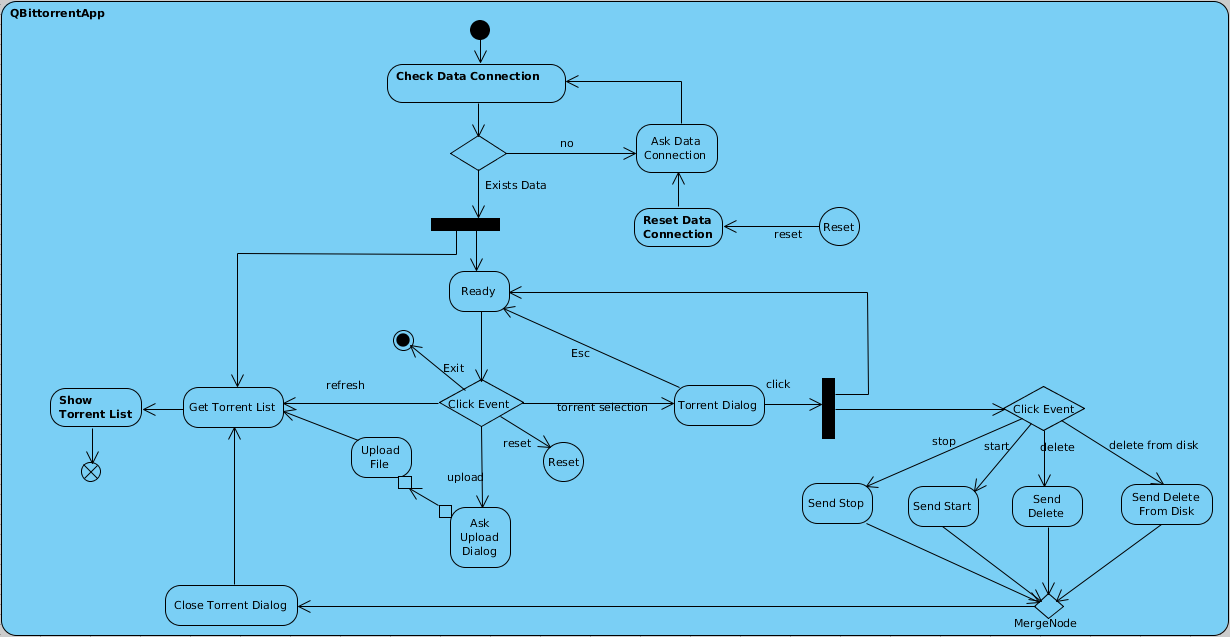 QBittorrentApp
Check Data Connection
no
Ask Data
Connection
Exists Data
Reset Data
Connection
reset
Reset
Ready
Esc
Exit
refresh
Show
Torrent List
Get Torrent List
Click Event
torrent selection
Torrent Dialog
click
Click Event
reset
Reset
Upload
File
upload
Ask
Upload
Dialog
stop
start
delete
delete from disk
Send Stop
Send Start
Send
Delete
Send Delete
From Disk
Close Torrent Dialog
MergeNode